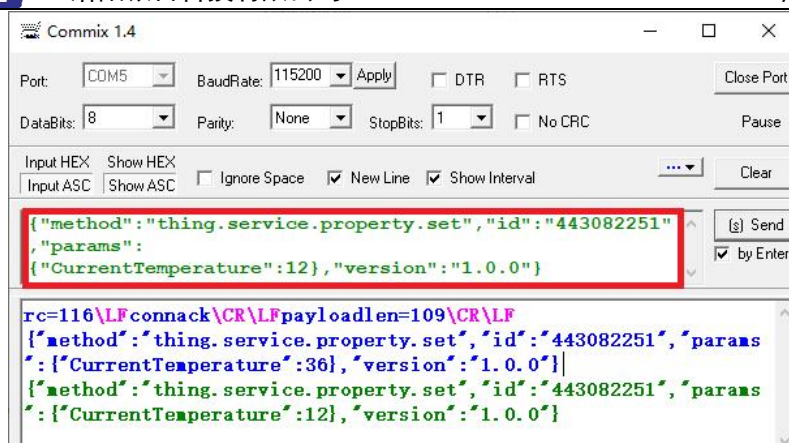 Commix 1.4
Port: COM5 BaudRate: 115200 Apply DTR RTS Close Port
DataBits: 8 Parity: None StopBits: 1 No CRC Pause
Input HEX Show HEX
Input ASC Show ASC Ignore Space New Line Show Interval ... Clear
{"method":"thing.service.property.set","id":"443082251"
,"params":
{"CurrentTemperature":12},"version":"1.0.0"}
(s) Send
by Enter
rc=116\LFconnack\CR\LFpayloadlen=109\CR\LF
{"method":"thing.service.property.set","id":"443082251","params
":{"CurrentTemperature":36},"version":"1.0.0"}
{"method":"thing.service.property.set","id":"443082251","params
":{"CurrentTemperature":12},"version":"1.0.0"}